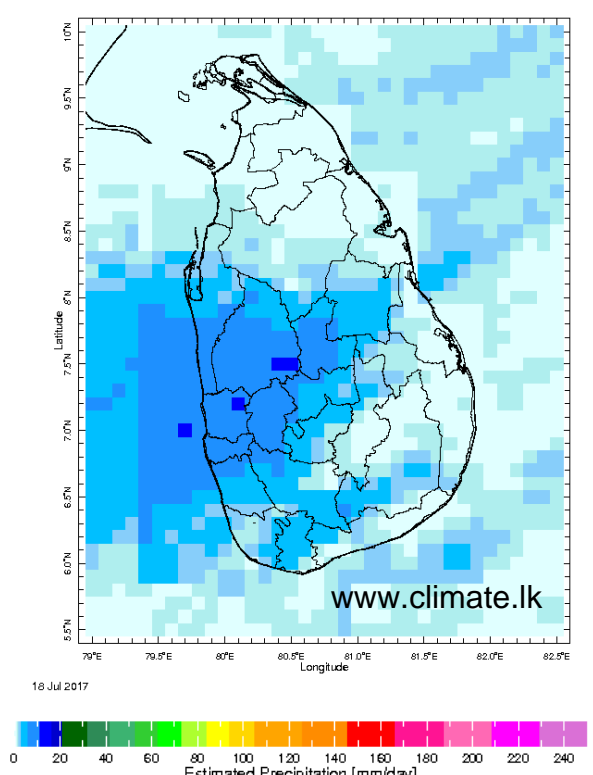 10°N
9.5°N
9°N
8.5°N
8°N
7.5°N
7.0°N
6.5°N
6.0°N
5.5°N
Latitude
www.climate.lk
79°E 79.5°E 80°E 80.5°E 81.0°E 81.5°E 82.0°E 82.5°E
Longitude
18 Jul 2017
0 20 40 60 80 100 120 140 160 180 200 220 240
Estimated Precipitation [mm/day]